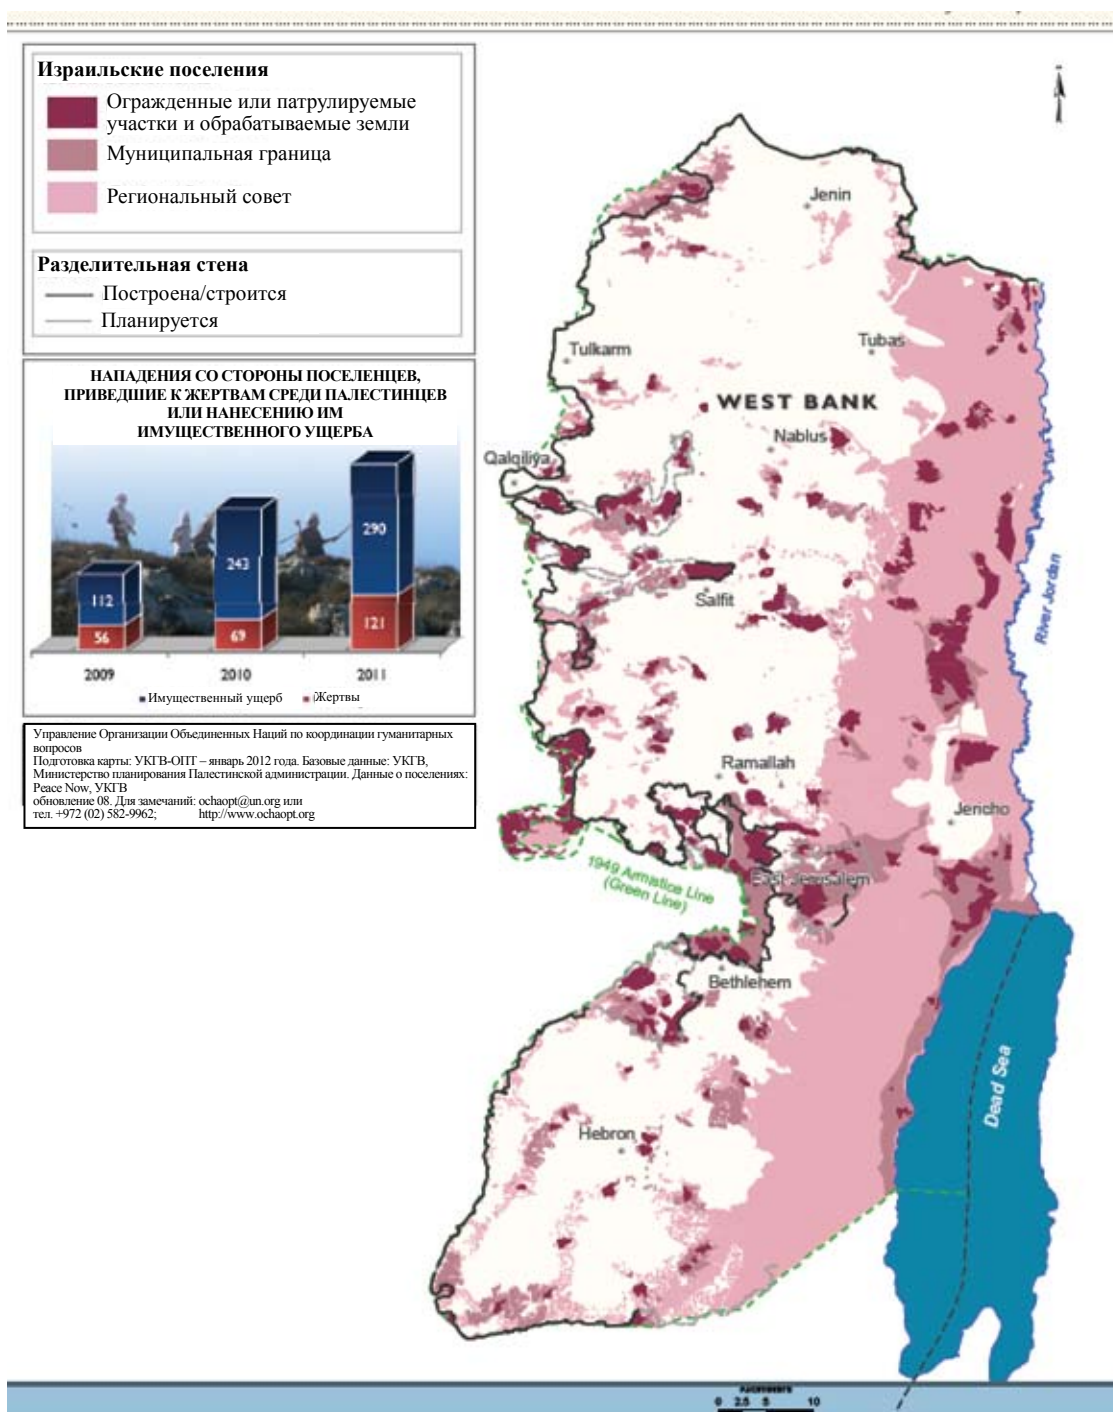 Израильские поселения
Огражденные или патрулируемые
участки и обрабатываемые земли
Муниципальная граница
Региональный совет
Разделительная стена
Построена/строится
Планируется
НАПАДЕНИЯ СО СТОРОНЫ ПОСЕЛЕНЦЕВ,
ПРИВЕДШИЕ К ЖЕРТВАМ СРЕДИ ПАЛЕСТИНЦЕВ
ИЛИ НАНЕСЕНИЮ ИМ
ИМУЩЕСТВЕННОГО УЩЕРБА
112
56
243
69
290
121
2009
2010
2011
Имущественный ущерб
Жертвы
Управление Организации Объединенных Наций по координации гуманитарных
вопросов
Подготовка карты: УКГВ-ОПТ – январь 2012 года. Базовые данные: УКГВ,
Министерство планирования Палестинской администрации. Данные о поселениях:
Peace Now, УКГВ
обновление 08. Для замечаний: ochaopt@un.org или
тел. +972 (02) 582-9962; http://www.ochaopt.org
Jenin
Tubas
Tulkarm
WEST BANK
Nablus
Qalqiliya
Salfit
River Jordan
Ramallah
Jericho
1949 Armistice Line
(Green Line)
East Jerusalem
Bethlehem
Dead Sea
Hebron
0 2.5 5 10